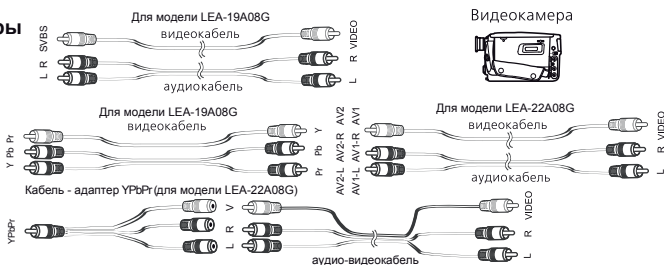 ры
Для модели LEA-19A08G
видеокабель
L R SVBS
L R VIDEO
аудиокабель
Видеокамера
Для модели LEA-19A08G
видеокабель
Y Pb Pr
Pr Pb Y
Для модели LEA-22A08G
видеокабель
AV2-L AV2-R AV2
AV1-L AV1-R AV1
L R VIDEO
аудиокабель
Кабель - адаптер YPbPr (для модели LEA-22A08G)
YPbPr
L R V
L R VIDEO
аудио-видеокабель